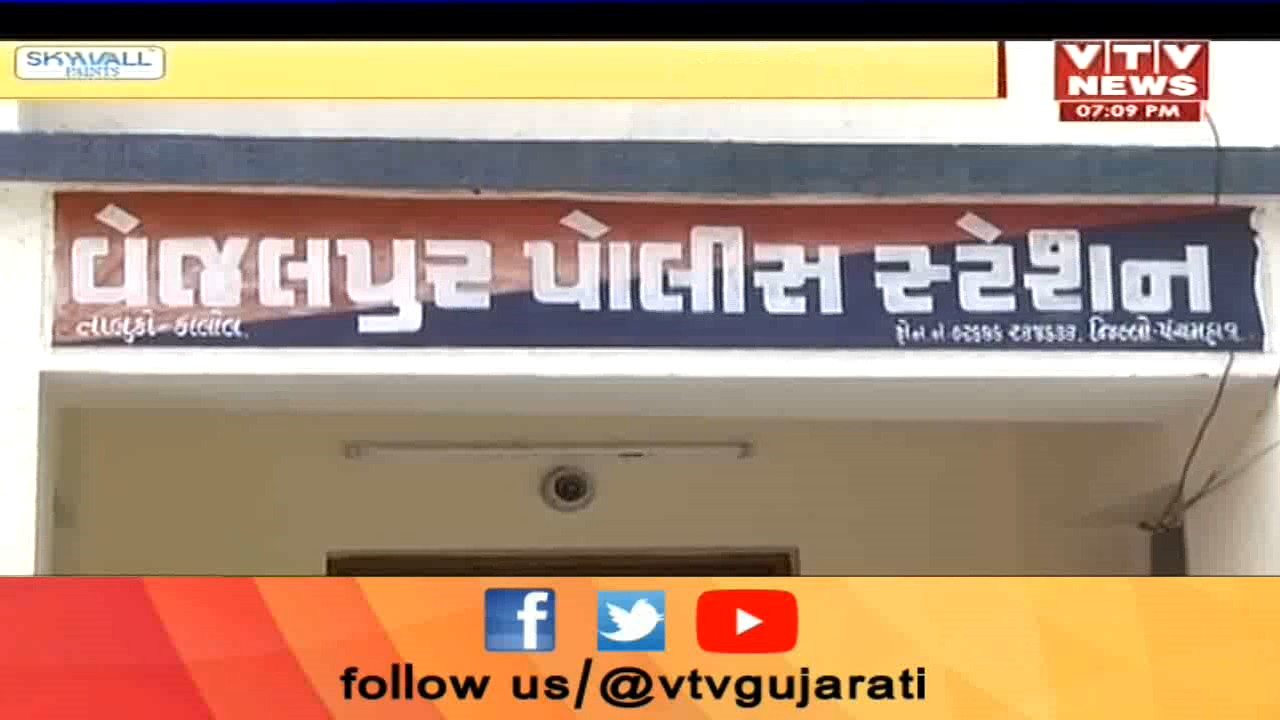 SKYWALL
PAINTS
VTV
NEWS
07:09 PM
વેજલપુર પોલીસ સ્ટેશન
તાલુકો-કાલોલ.
ફોન નં જિલ્લો-પંચમહાલ
follow us/@vtvgujarati